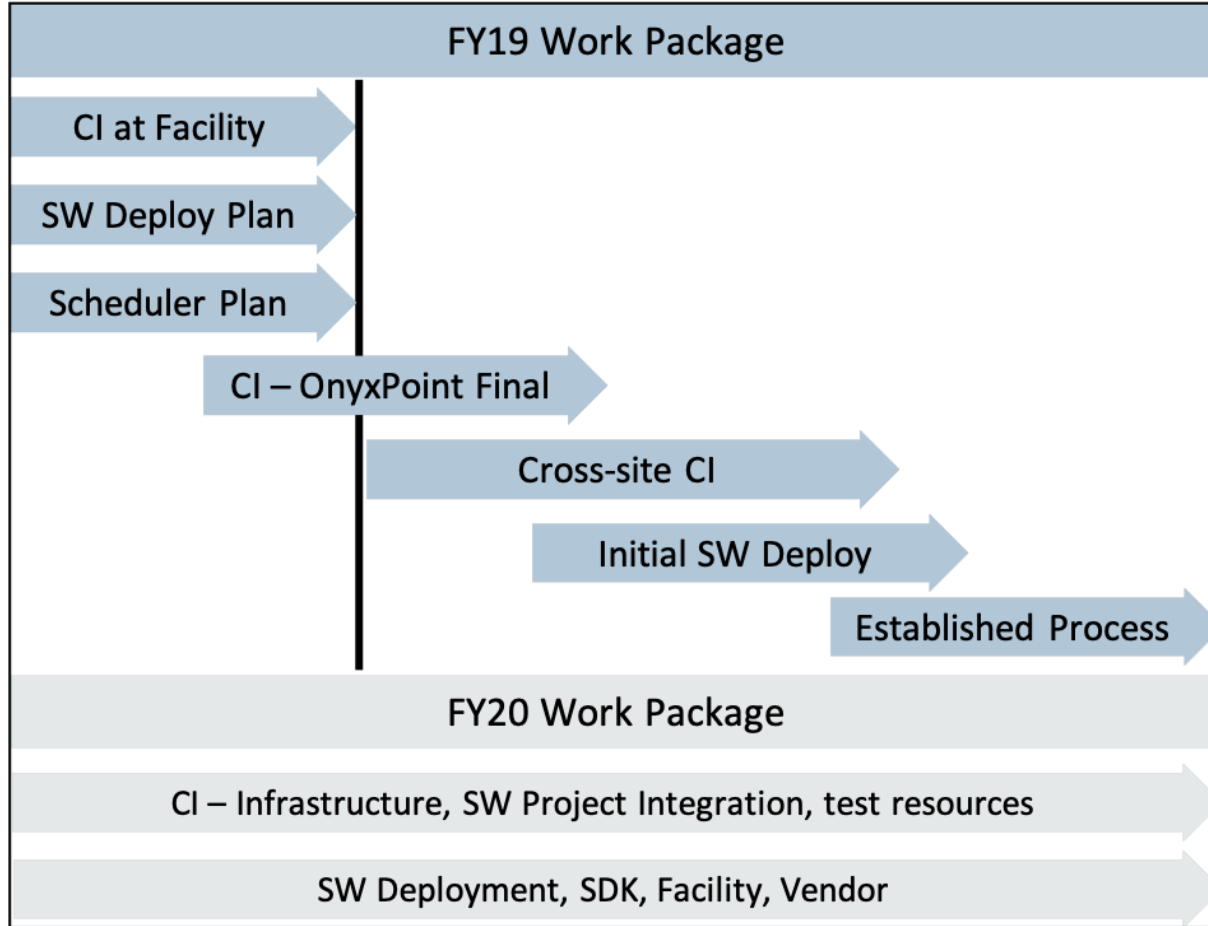 FY19 Work Package
CI at Facility
SW Deploy Plan
Scheduler Plan
CI – OnyxPoint Final
Cross-site CI
Initial SW Deploy
Established Process
FY20 Work Package
CI – Infrastructure, SW Project Integration, test resources
SW Deployment, SDK, Facility, Vendor